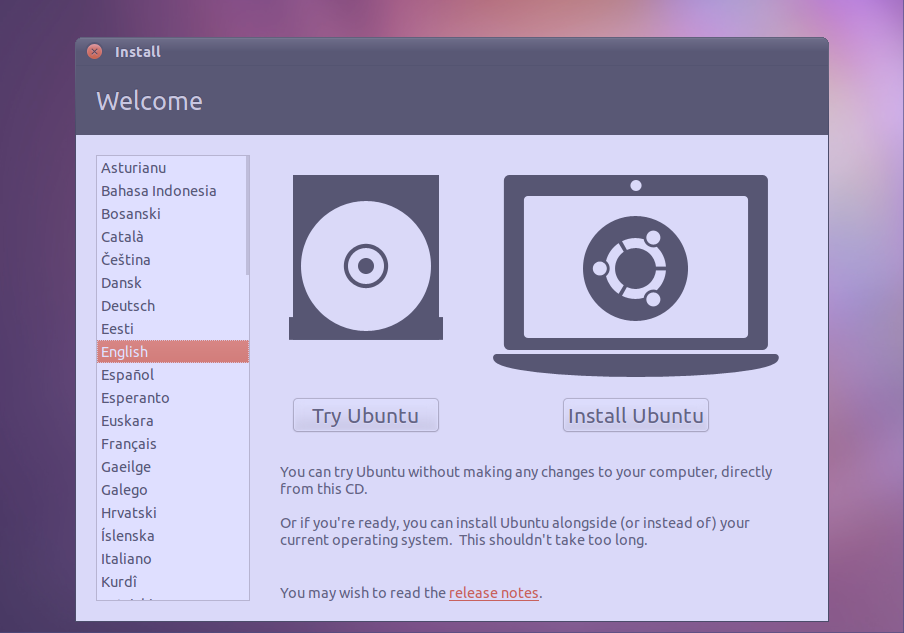 Install
Welcome
Asturianu
Bahasa Indonesia
Bosanski
Català
Čeština
Dansk
Deutsch
Eesti
English
Español
Esperanto
Euskara
Français
Gaeilge
Galego
Hrvatski
Íslenska
Italiano
Kurdî
Try Ubuntu
Install Ubuntu
You can try Ubuntu without making any changes to your computer, directly
from this CD.
Or if you're ready, you can install Ubuntu alongside (or instead of) your
current operating system.  This shouldn't take too long.
You may wish to read the release notes.